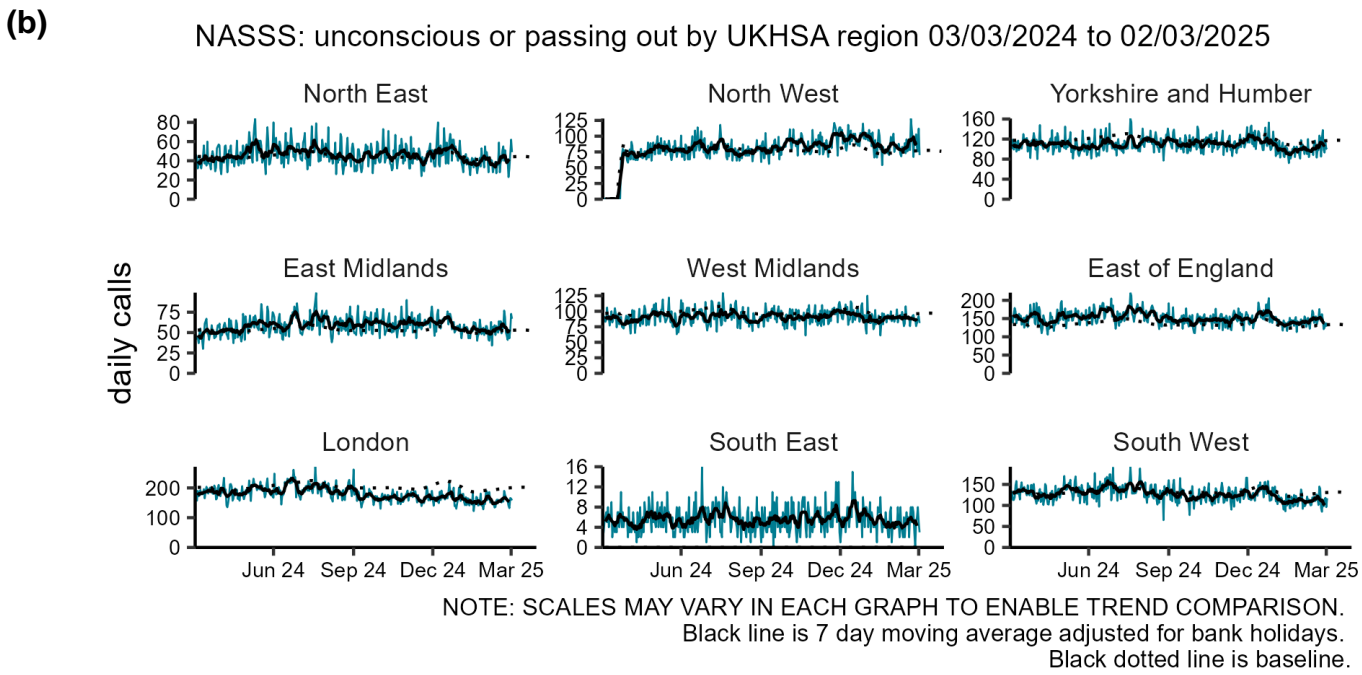 (b)
NASSS: unconscious or passing out by UKHSA region 03/03/2024 to 02/03/2025
North East
80
60
40
20
0
North West
125
100
75
50
25
0
Yorkshire and Humber
160
120
80
40
0
daily calls
East Midlands
75
50
25
0
West Midlands
125
100
75
50
25
0
East of England
200
150
100
50
0
London
200
100
0
South East
16
12
8
4
0
South West
150
100
50
0
Jun 24 Sep 24 Dec 24 Mar 25
Jun 24 Sep 24 Dec 24 Mar 25
Jun 24 Sep 24 Dec 24 Mar 25
NOTE: SCALES MAY VARY IN EACH GRAPH TO ENABLE TREND COMPARISON.
Black line is 7 day moving average adjusted for bank holidays.
Black dotted line is baseline.